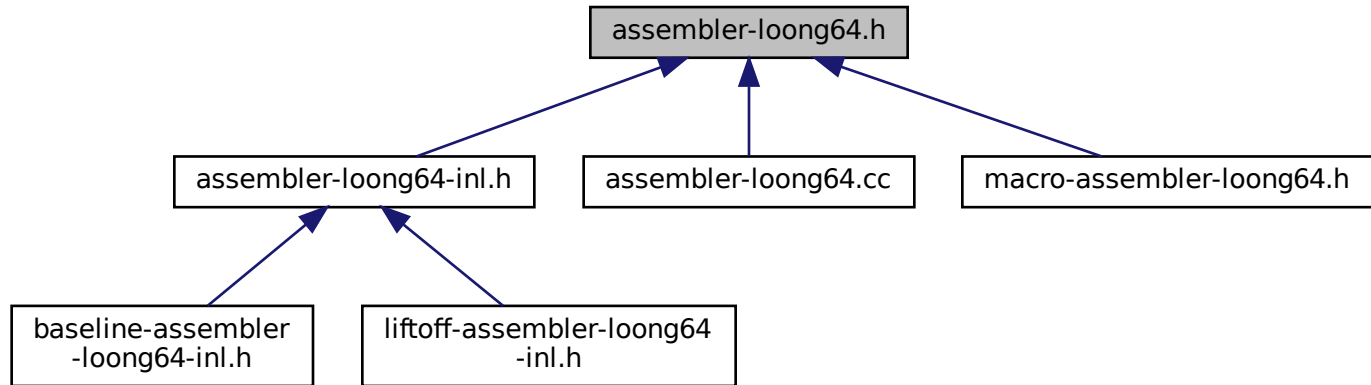 assembler-loong64.h
assembler-loong64-inl.h
assembler-loong64.cc
macro-assembler-loong64.h
baseline-assembler
-loong64-inl.h
liftoff-assembler-loong64
-inl.h